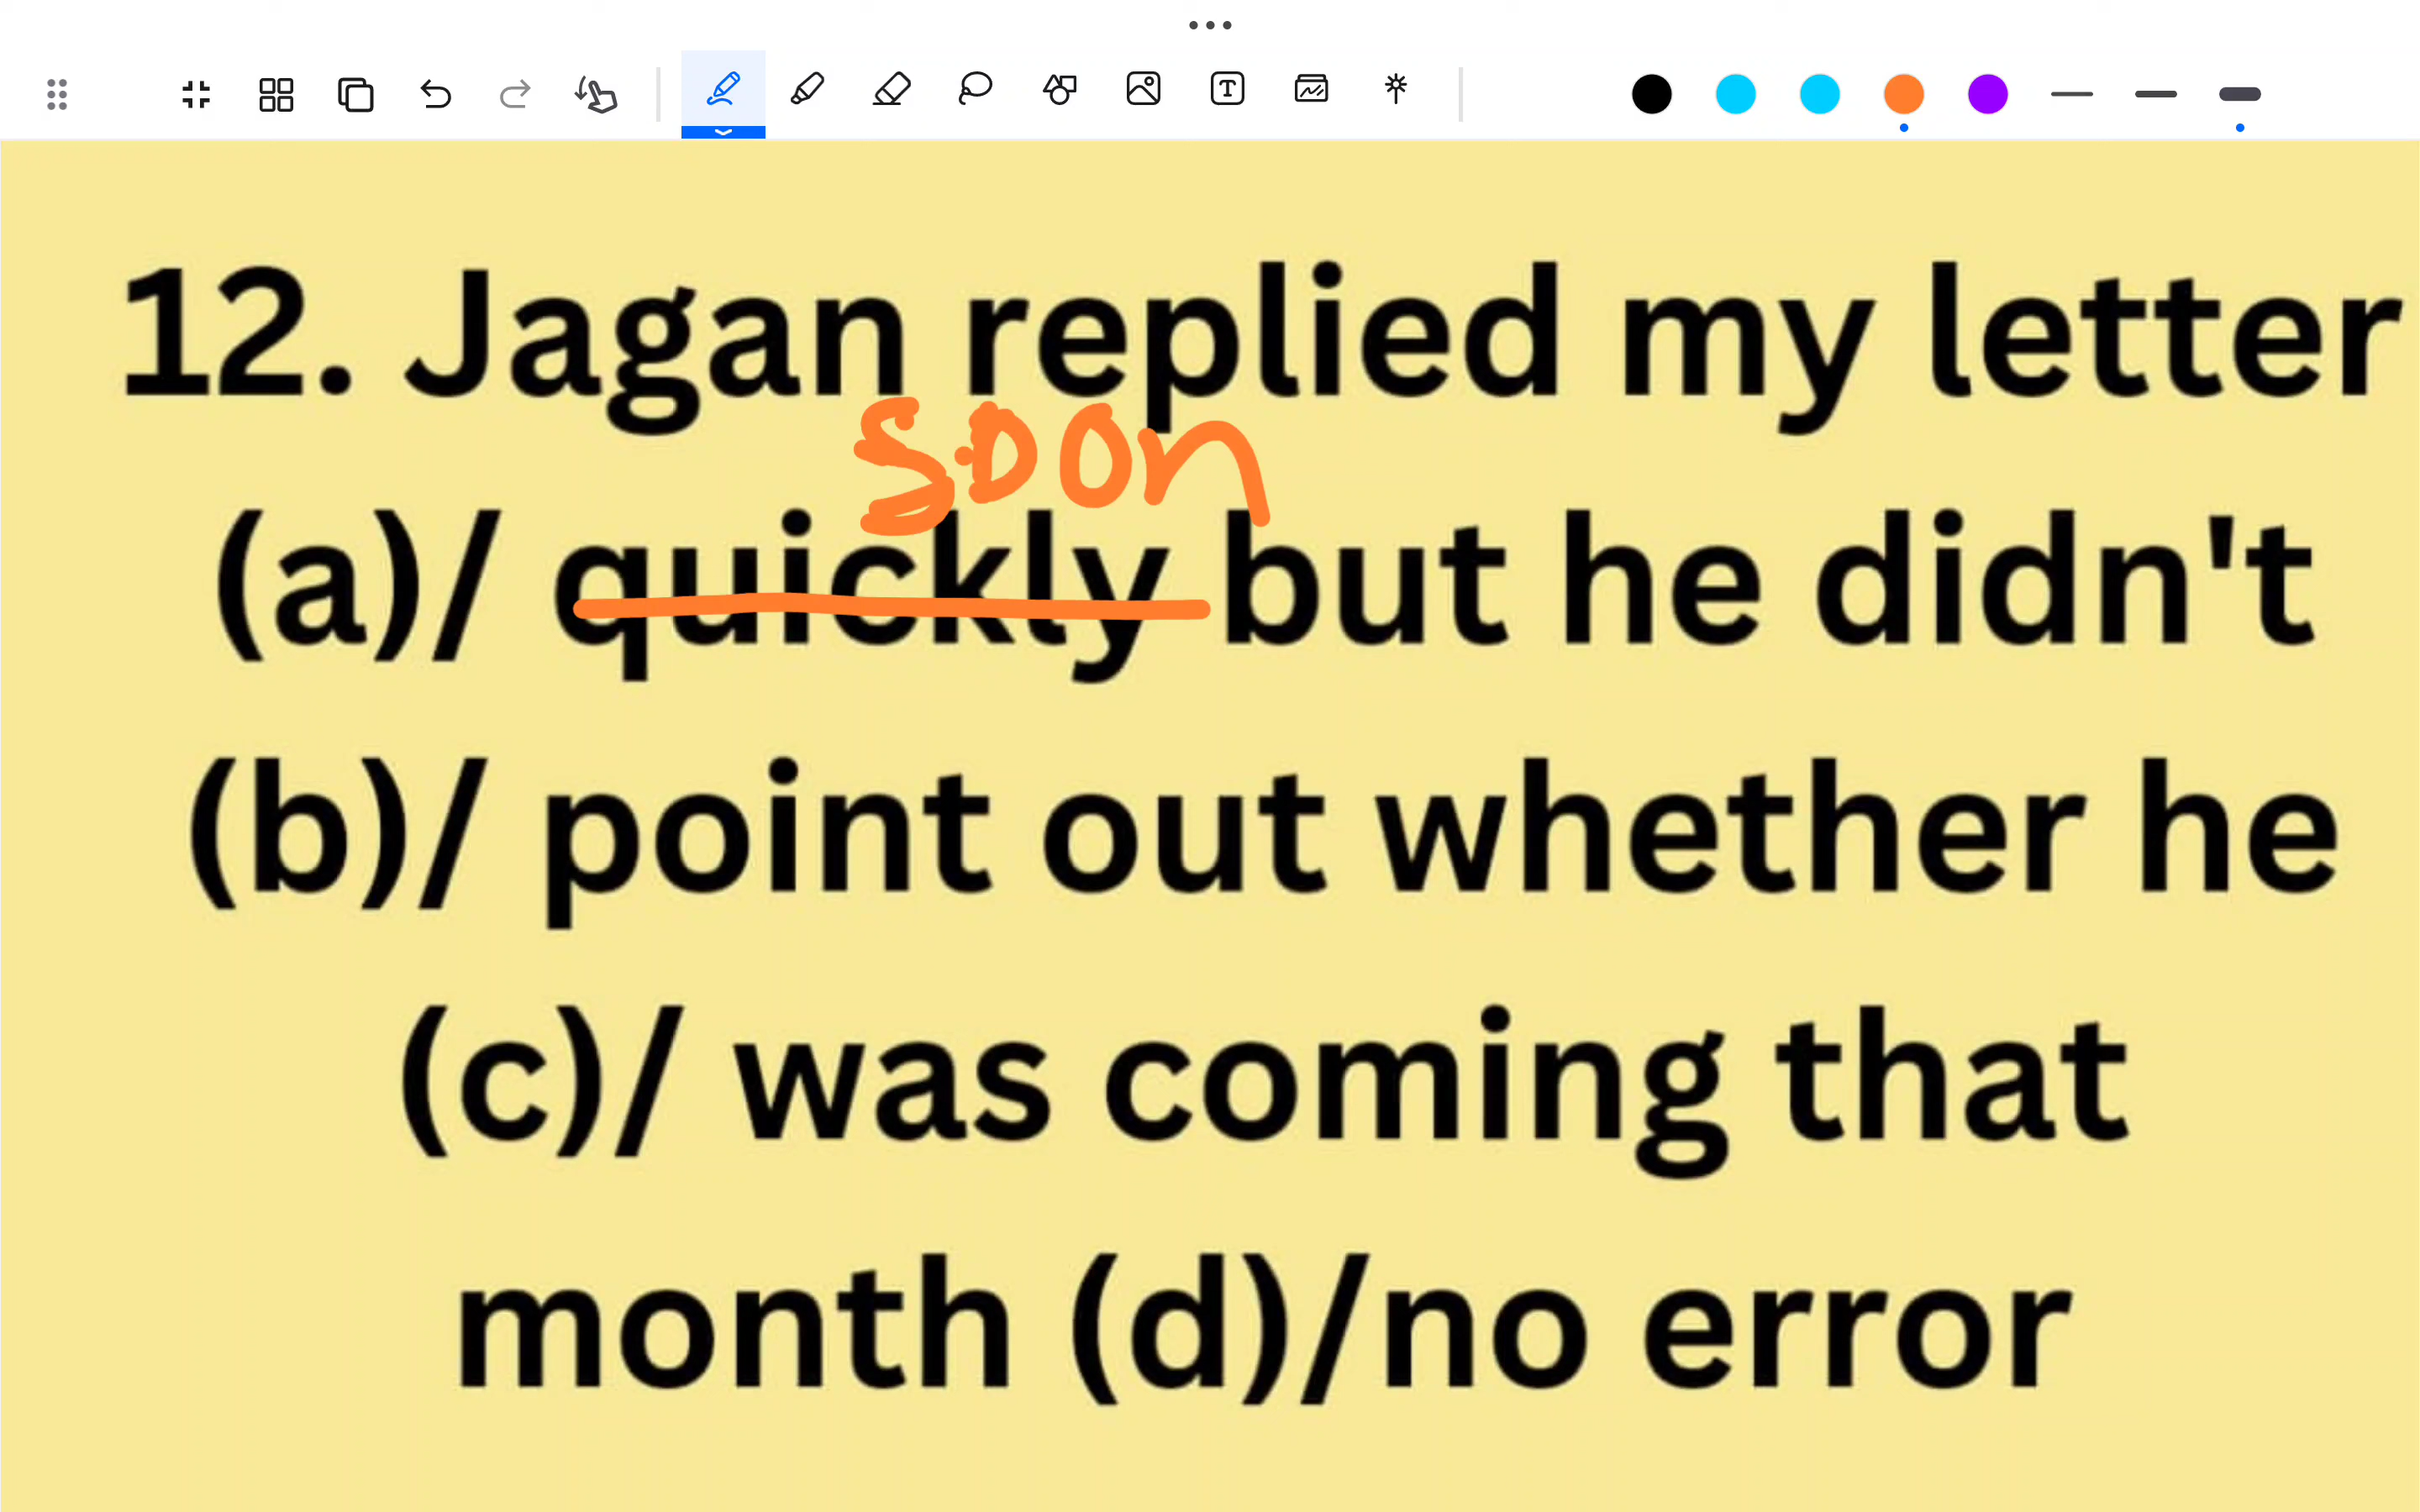 12. Jagan replied my letter
soon
(a)/ quickly but he didn't
(b)/ point out whether he
(c)/ was coming that
month (d)/no error